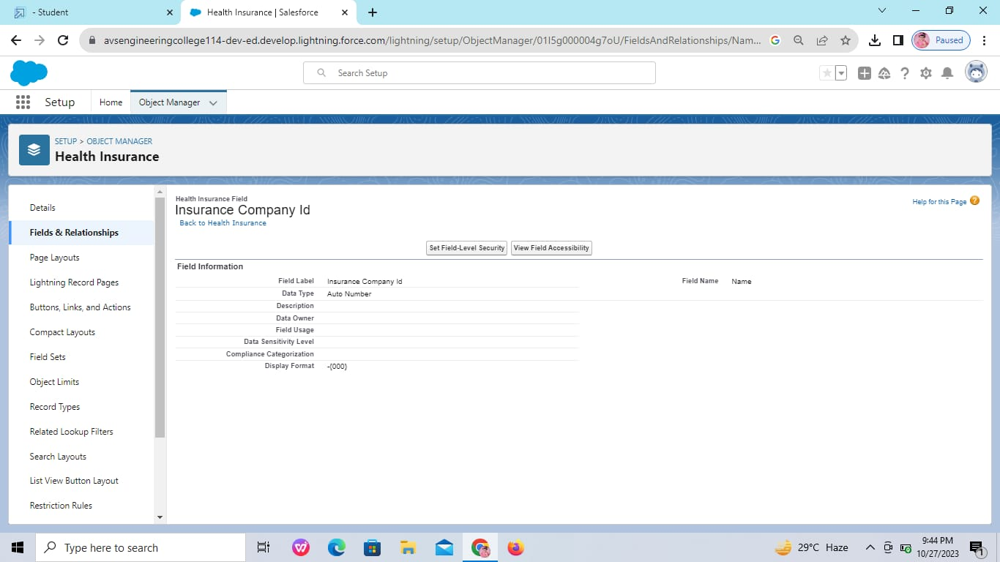 - Student
Health Insurance | Salesforce
avsengineeringcollege114-dev-ed.develop.lightning.force.com/lightning/setup/ObjectManager/01I5g000004g7oU/FieldsAndRelationships/Nam...
Paused
Search Setup
Setup
Home
Object Manager
SETUP > OBJECT MANAGER
Health Insurance
Details
Fields & Relationships
Page Layouts
Lightning Record Pages
Buttons, Links, and Actions
Compact Layouts
Field Sets
Object Limits
Record Types
Related Lookup Filters
Search Layouts
List View Button Layout
Restriction Rules
Health Insurance Field
Insurance Company Id
Back to Health Insurance
Help for this Page
Set Field-Level Security View Field Accessibility
Field Information
Field Label Insurance Company Id Field Name Name
Data Type Auto Number
Description
Data Owner
Field Usage
Data Sensitivity Level
Compliance Categorization
Display Format -{000}
Type here to search
29°C Haze
9:44 PM
10/27/2023
1